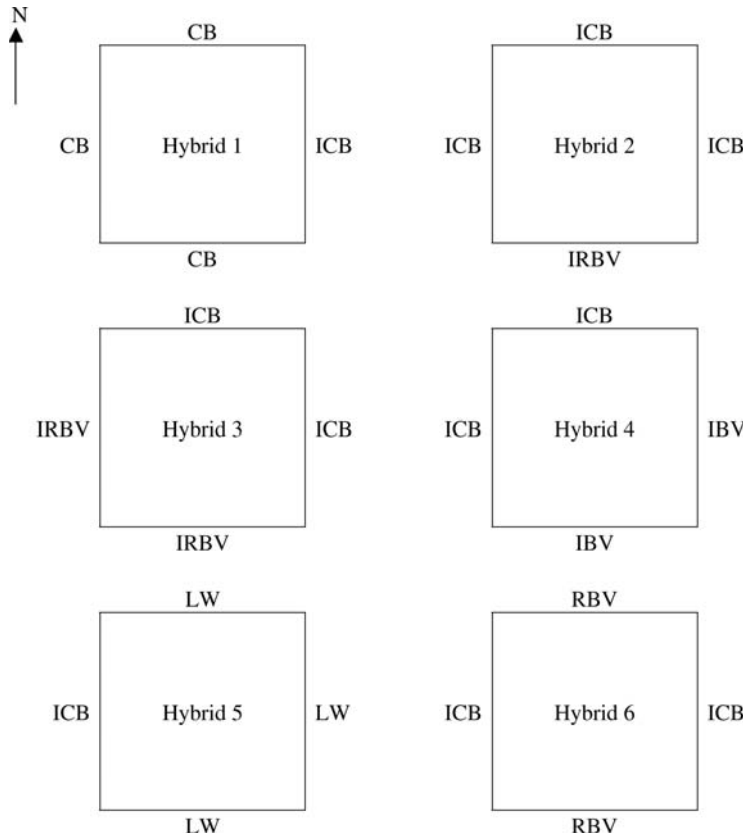 N
CB
CB
Hybrid 1
ICB
CB
ICB
ICB
Hybrid 2
ICB
IRBV
ICB
IRBV
Hybrid 3
ICB
IRBV
ICB
ICB
Hybrid 4
IBV
IBV
LW
ICB
Hybrid 5
LW
LW
RBV
ICB
Hybrid 6
ICB
RBV